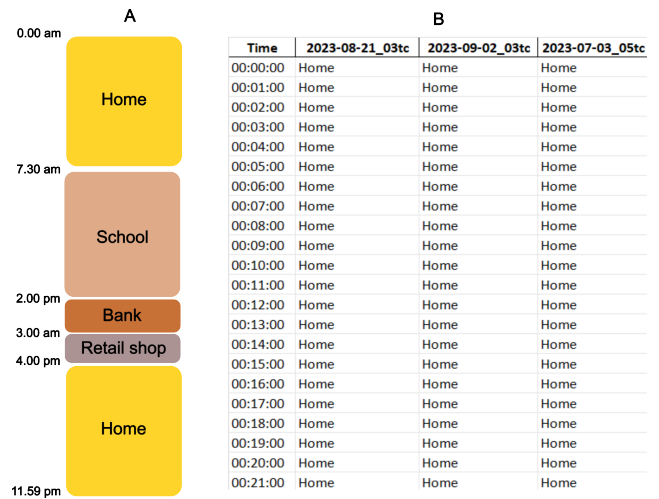 A
0.00 am
Home
7.30 am
School
2.00 pm
Bank
3.00 am
Retail shop
4.00 pm
Home
11.59 pm
B
Time 2023-08-21_03tc 2023-09-02_03tc 2023-07-03_05tc
00:00:00 Home Home Home
00:01:00 Home Home Home
00:02:00 Home Home Home
00:03:00 Home Home Home
00:04:00 Home Home Home
00:05:00 Home Home Home
00:06:00 Home Home Home
00:07:00 Home Home Home
00:08:00 Home Home Home
00:09:00 Home Home Home
00:10:00 Home Home Home
00:11:00 Home Home Home
00:12:00 Home Home Home
00:13:00 Home Home Home
00:14:00 Home Home Home
00:15:00 Home Home Home
00:16:00 Home Home Home
00:17:00 Home Home Home
00:18:00 Home Home Home
00:19:00 Home Home Home
00:20:00 Home Home Home
00:21:00 Home Home Home